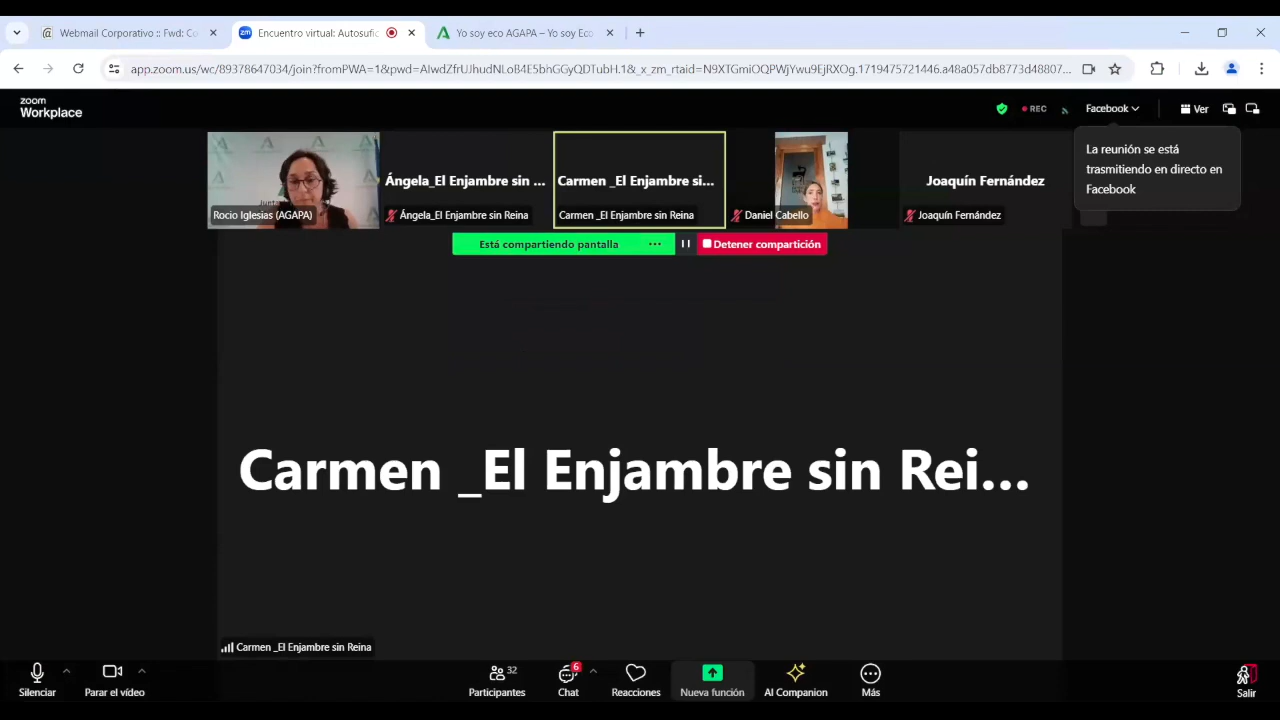 Webmail Corporativo :: Fwd: Co
Encuentro virtual: Autosufic
Yo soy eco AGAPA – Yo soy Eco
app.zoom.us/wc/89378647034/join?fromPWA=1&pwd=AIwdZfrUJhudNLoB4E5bhGGyQDTubH.1&_x_zm_rtaid=N9XTGmiOQPWjYwu9EjRXOg.1719475721446.a48a057db8773d48807...
zoom
Workplace
REC
Facebook
Ver
La reunión se está
trasmitiendo en directo en
Facebook
Rocio Iglesias (AGAPA)
Ángela_El Enjambre sin ...
Ángela_El Enjambre sin Reina
Carmen _El Enjambre si...
Carmen _El Enjambre sin Reina
Daniel Cabello
Joaquín Fernández
Joaquín Fernández
Está compartiendo pantalla
Detener compartición
Carmen _El Enjambre sin Rei...
Carmen _El Enjambre sin Reina
Silenciar
Parar el vídeo
32
Participantes
6
Chat
Reacciones
Nueva función
AI Companion
Más
Salir